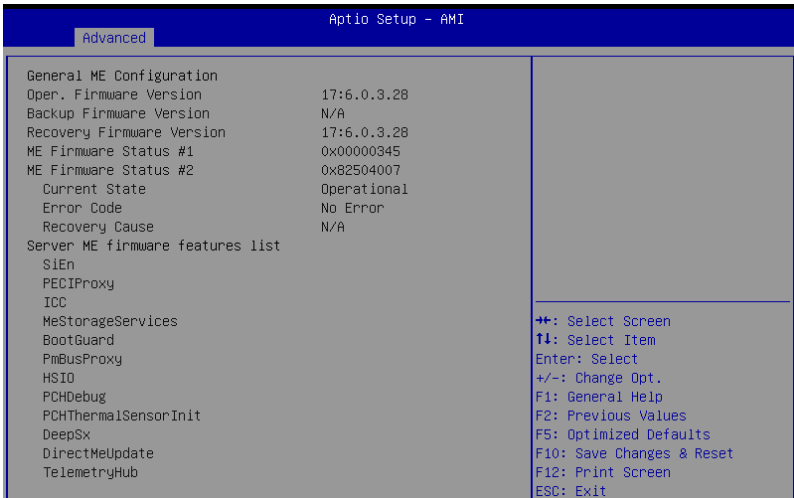 Aptio Setup – AMI
Advanced
General ME Configuration
Oper. Firmware Version 17:6.0.3.28
Backup Firmware Version N/A
Recovery Firmware Version 17:6.0.3.28
ME Firmware Status #1 0x00000345
ME Firmware Status #2 0x82504007
Current State Operational
Error Code No Error
Recovery Cause N/A
Server ME firmware features list
SiEn
PECIProxy
ICC
MeStorageServices
BootGuard
PmBusProxy
HSIO
PCHDebug
PCHThermalSensorInit
DeepSx
DirectMeUpdate
TelemetryHub
→←: Select Screen
↑↓: Select Item
Enter: Select
+/-: Change Opt.
F1: General Help
F2: Previous Values
F5: Optimized Defaults
F10: Save Changes & Reset
F12: Print Screen
ESC: Exit